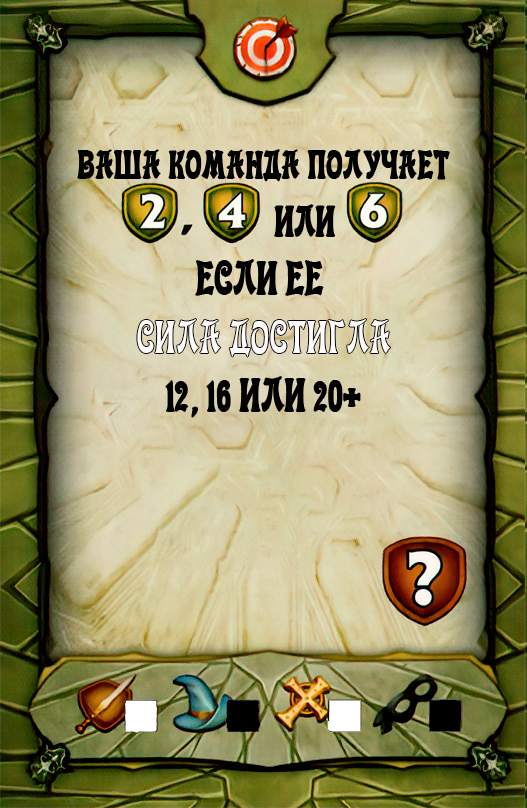 ВАША КОМАНДА ПОЛУЧАЕТ
2, 4 ИЛИ 6
ЕСЛИ ЕЕ
СИЛА ДОСТИГЛА
12, 16 ИЛИ 20+
?